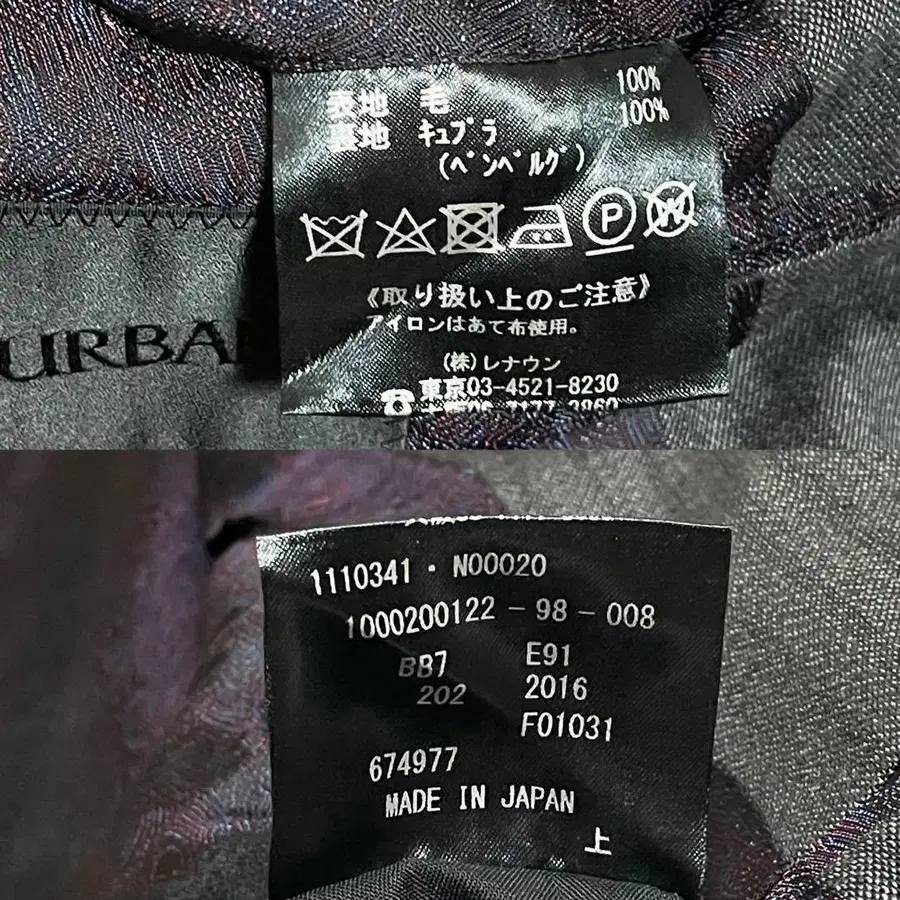 表地 毛 100%
裏地 キュプラ 100%
(ベンベルグ)
P W
《取り扱い上のご注意》
アイロンはあて布使用。
(株)レナウン
☎東京03-4521-8230
URBA
1110341・N00020
1000200122-98-008
BB7 E91
202 2016
F01031
674977
MADE IN JAPAN
上